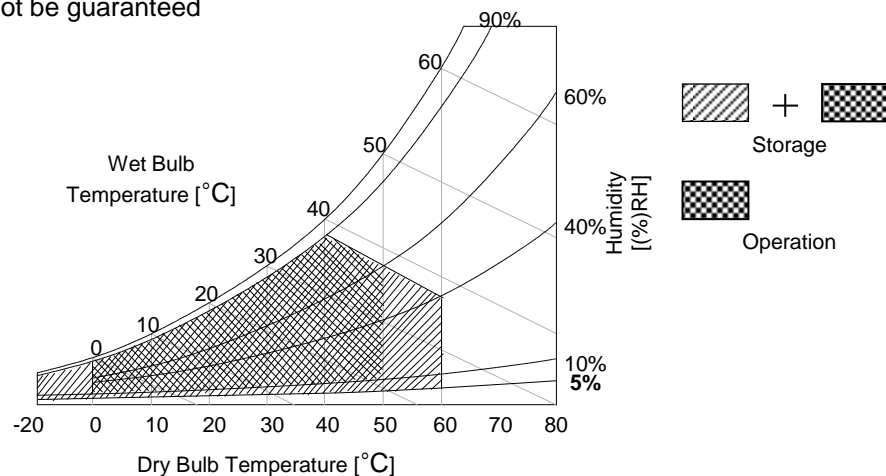 ot be guaranteed
90%
60
60%
50
Wet Bulb
Temperature [°C]
Storage
40
40%
Humidity
[(%)RH]
30
Operation
20
10
0
10%
5%
-20 0 10 20 30 40 50 60 80
Dry Bulb Temperature [°C]